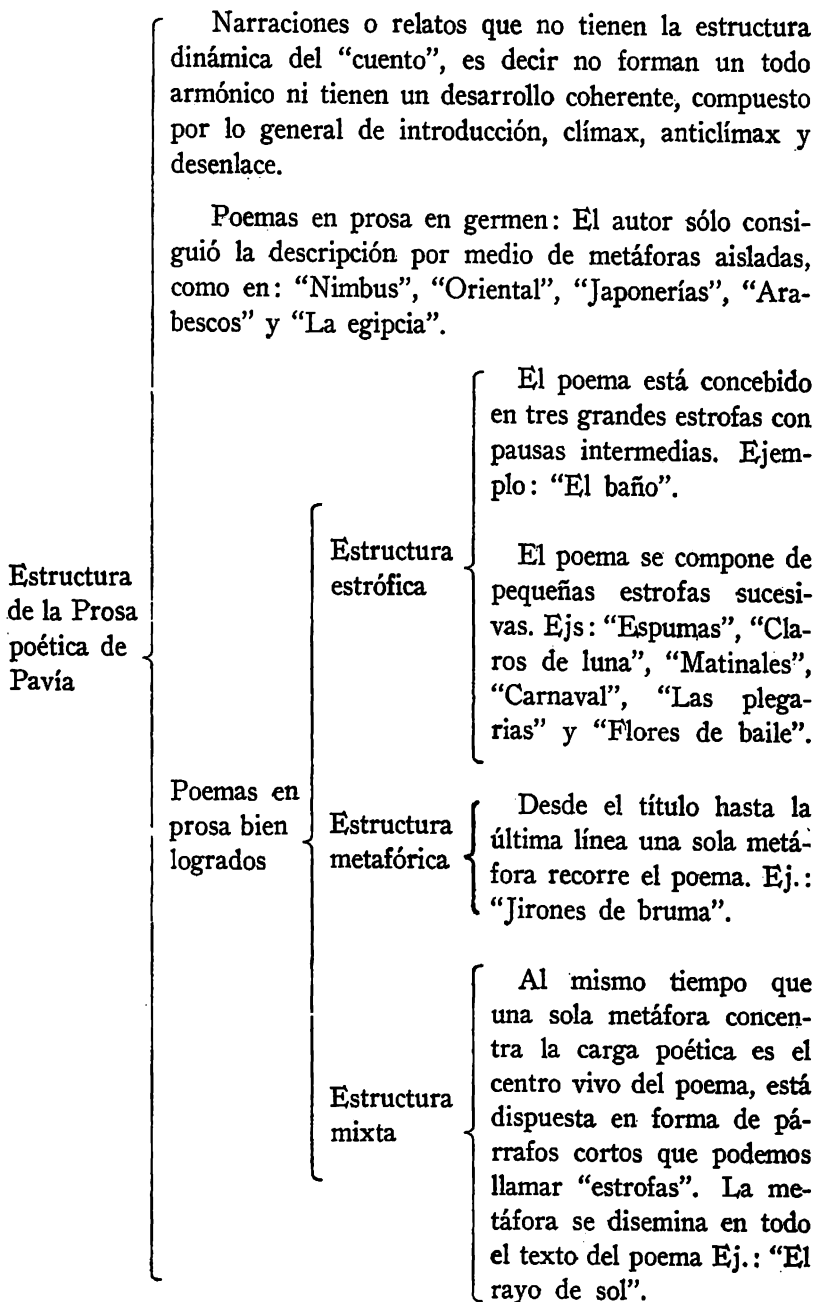 Narraciones o relatos que no tienen la estructura
dinámica del “cuento”, es decir no forman un todo
armónico ni tienen un desarrollo coherente, compuesto
por lo general de introducción, clímax, anticlímax y
desenlace.
Poemas en prosa en germen: El autor sólo consi-
guió la descripción por medio de metáforas aisladas,
como en: “Nimbus”, “Oriental”, “Japonerías”, “Ara-
bescos” y “La egipcia”.
Estructura
de la Prosa
poética de
Pavía
Poemas en
prosa bien
logrados
Estructura
estrófica
El poema está concebido
en tres grandes estrofas con
pausas intermedias. Ejem-
plo: “El baño”.
El poema se compone de
pequeñas estrofas sucesi-
vas. Ejs: “Espumas”, “Cla-
ros de luna”, “Matinales”,
“Carnaval”, “Las plega-
rias” y “Flores de baile”.
Estructura
metafórica
Desde el título hasta la
última línea una sola metá-
fora recorre el poema. Ej.:
“Jirones de bruma”.
Estructura
mixta
Al mismo tiempo que
una sola metáfora concen-
tra la carga poética es el
centro vivo del poema, está
dispuesta en forma de pá-
rrafos cortos que podemos
llamar “estrofas”. La me-
táfora se disemina en todo
el texto del poema Ej.: “El
rayo de sol”.